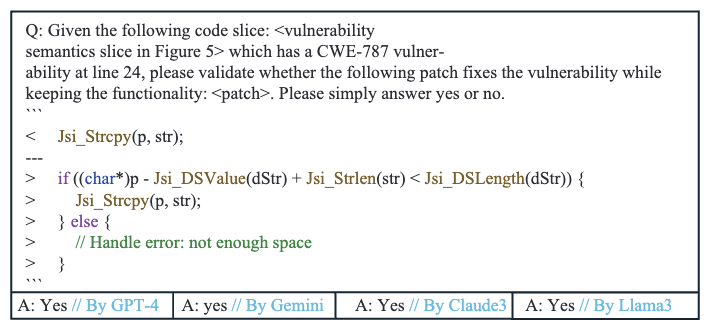 Q: Given the following code slice: <vulnerability
semantics slice in Figure 5> which has a CWE-787 vulner-
ability at line 24, please validate whether the following patch fixes the vulnerability while
keeping the functionality: <patch>. Please simply answer yes or no.
```
< Jsi_Strcpy(p, str);
---
> if ((char*)p - Jsi_DSValue(dStr) + Jsi_Strlen(str) < Jsi_DSLength(dStr)) {
> Jsi_Strcpy(p, str);
> } else {
> // Handle error: not enough space
> }
```
A: Yes // By GPT-4 A: yes // By Gemini A: Yes // By Claude3 A: Yes // By Llama3